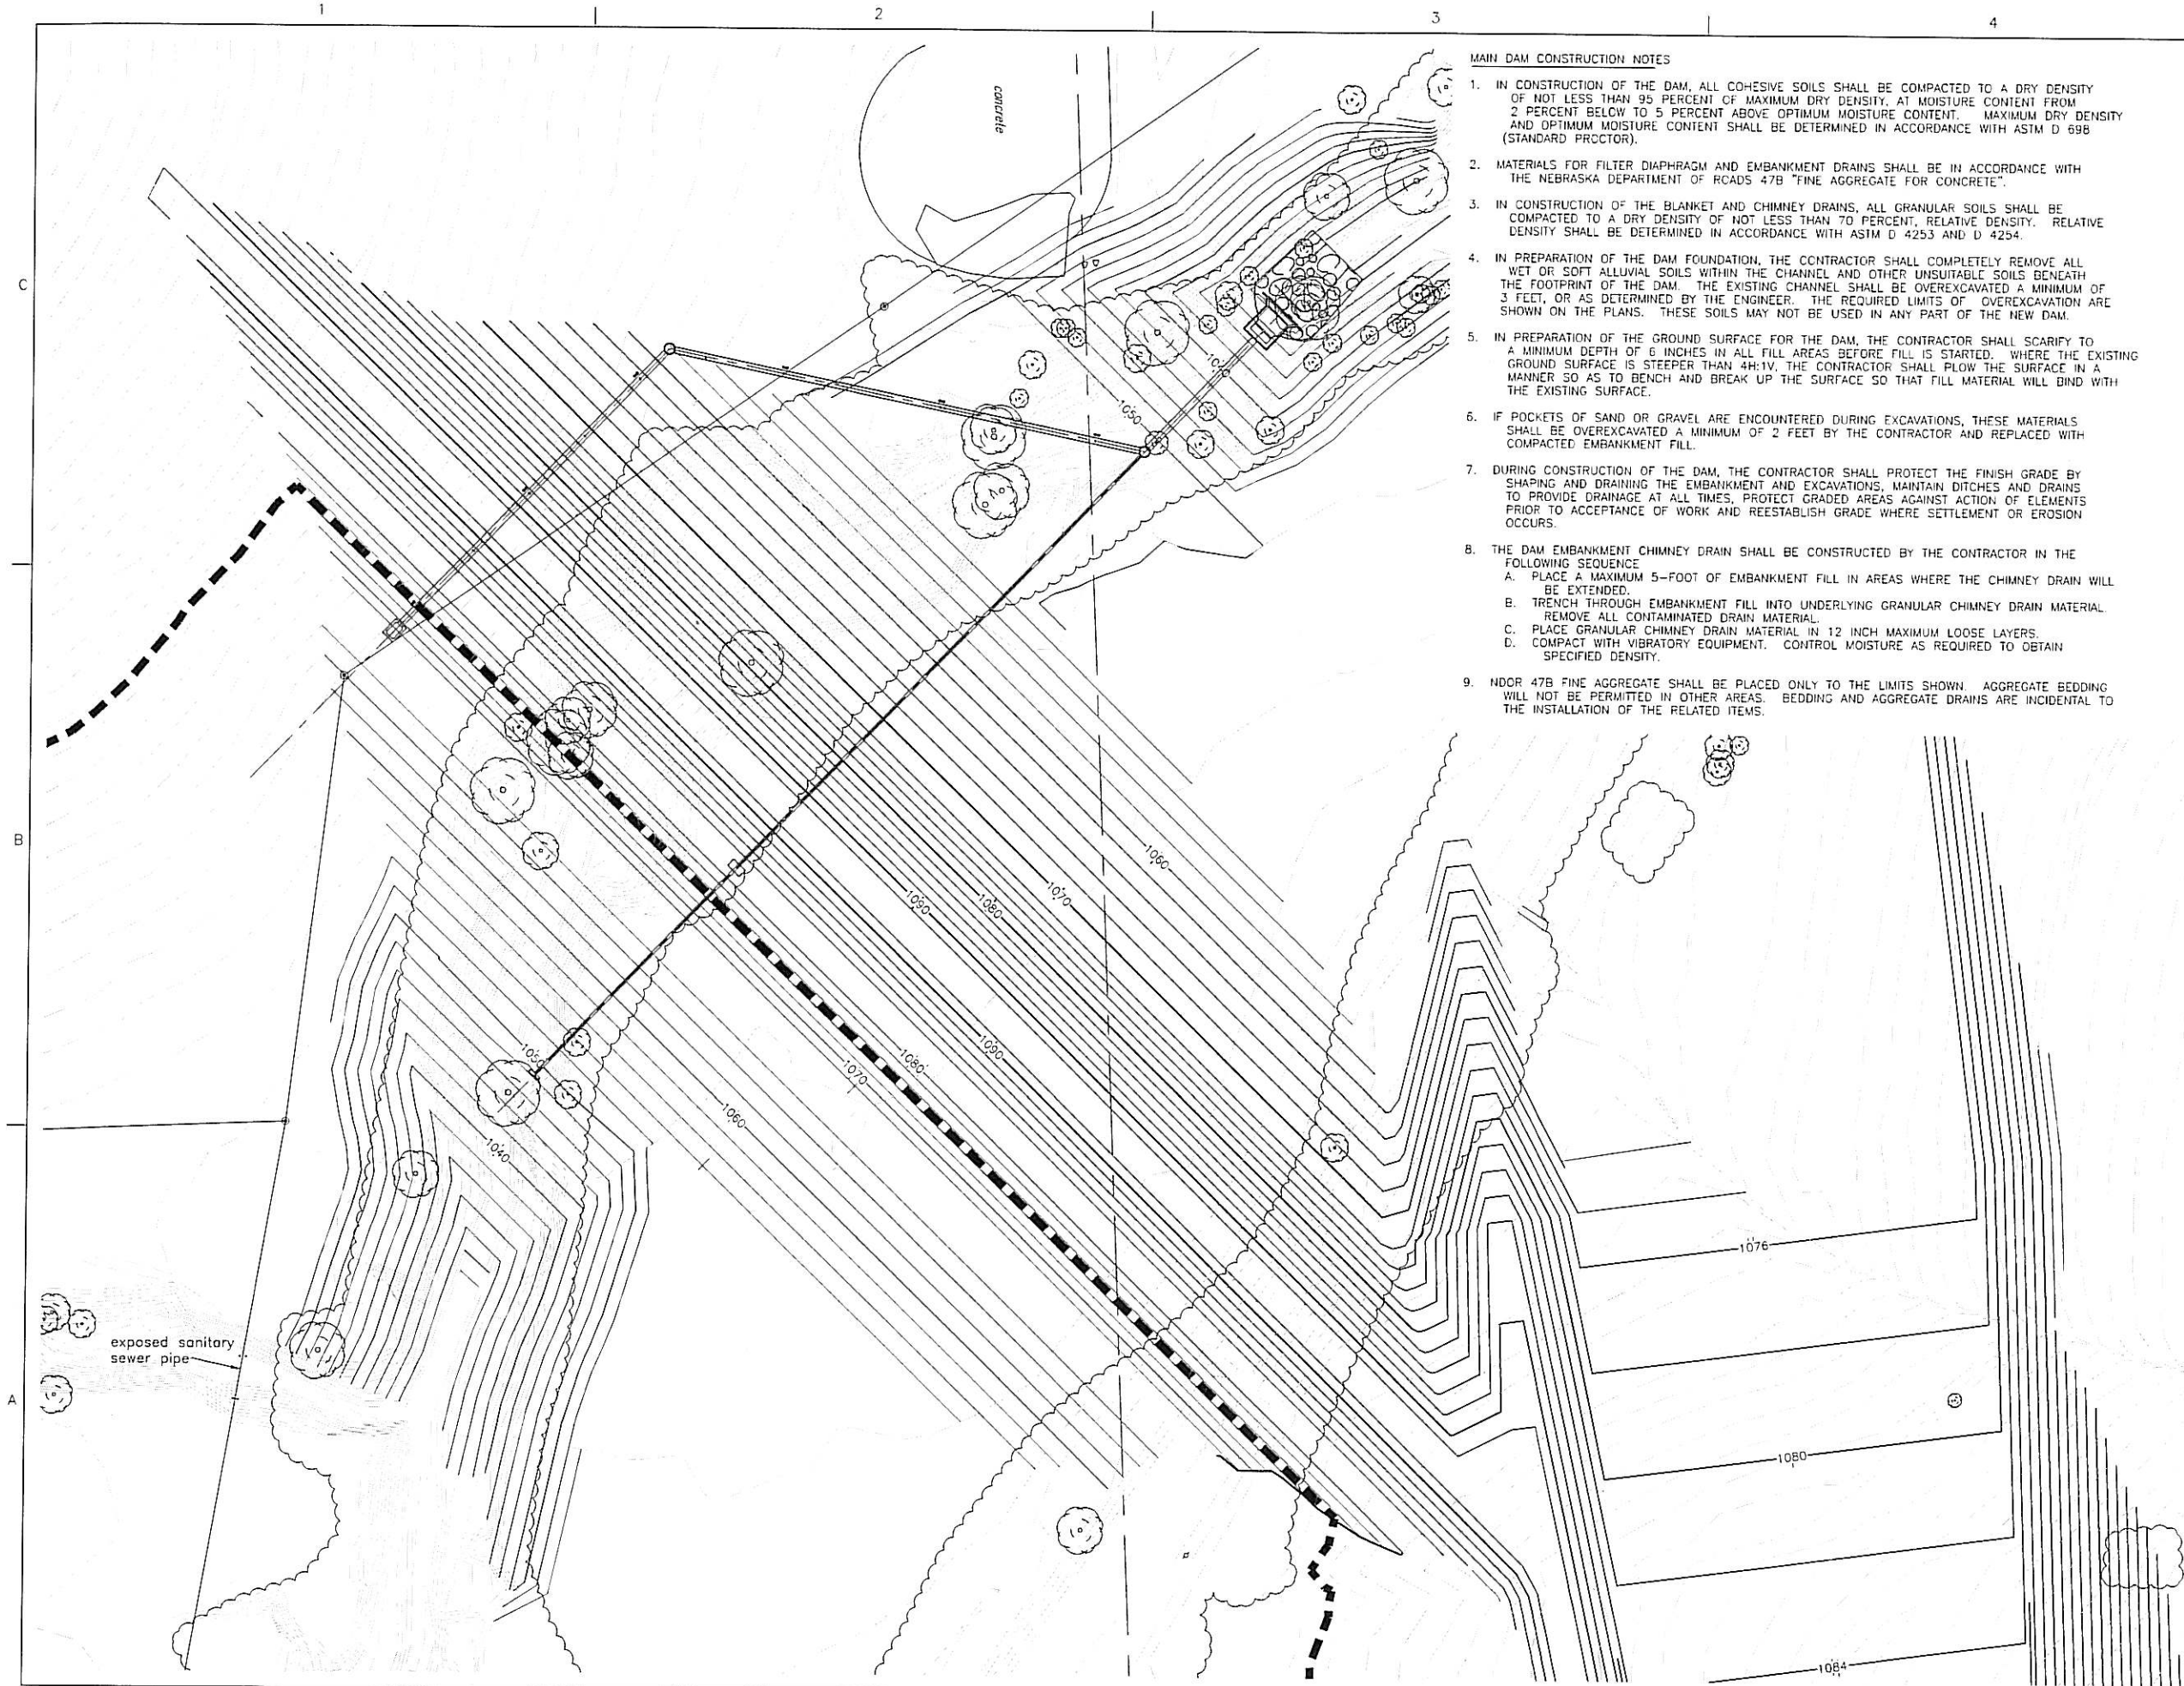 1 2 3 4
C
B
A
MAIN DAM CONSTRUCTION NOTES
1. IN CONSTRUCTION OF THE DAM, ALL COHESIVE SOILS SHALL BE COMPACTED TO A DRY DENSITY
OF NOT LESS THAN 95 PERCENT OF MAXIMUM DRY DENSITY, AT MOISTURE CONTENT FROM
2 PERCENT BELOW TO 5 PERCENT ABOVE OPTIMUM MOISTURE CONTENT. MAXIMUM DRY DENSITY
AND OPTIMUM MOISTURE CONTENT SHALL BE DETERMINED IN ACCORDANCE WITH ASTM D 698
(STANDARD PROCTOR).
2. MATERIALS FOR FILTER DIAPHRAGM AND EMBANKMENT DRAINS SHALL BE IN ACCORDANCE WITH
THE NEBRASKA DEPARTMENT OF ROADS 47B "FINE AGGREGATE FOR CONCRETE".
3. IN CONSTRUCTION OF THE BLANKET AND CHIMNEY DRAINS, ALL GRANULAR SOILS SHALL BE
COMPACTED TO A DRY DENSITY OF NOT LESS THAN 70 PERCENT, RELATIVE DENSITY. RELATIVE
DENSITY SHALL BE DETERMINED IN ACCORDANCE WITH ASTM D 4253 AND D 4254.
4. IN PREPARATION OF THE DAM FOUNDATION, THE CONTRACTOR SHALL COMPLETELY REMOVE ALL
WET OR SOFT ALLUVIAL SOILS WITHIN THE CHANNEL AND OTHER UNSUITABLE SOILS BENEATH
THE FOOTPRINT OF THE DAM. THE EXISTING CHANNEL SHALL BE OVEREXCAVATED A MINIMUM OF
3 FEET, OR AS DETERMINED BY THE ENGINEER. THE REQUIRED LIMITS OF OVEREXCAVATION ARE
SHOWN ON THE PLANS. THESE SOILS MAY NOT BE USED IN ANY PART OF THE NEW DAM.
5. IN PREPARATION OF THE GROUND SURFACE FOR THE DAM, THE CONTRACTOR SHALL SCARIFY TO
A MINIMUM DEPTH OF 6 INCHES IN ALL FILL AREAS BEFORE FILL IS STARTED. WHERE THE EXISTING
GROUND SURFACE IS STEEPER THAN 4H:1V, THE CONTRACTOR SHALL PLOW THE SURFACE IN A
MANNER SO AS TO BENCH AND BREAK UP THE SURFACE SO THAT FILL MATERIAL WILL BIND WITH
THE EXISTING SURFACE.
6. IF POCKETS OF SAND OR GRAVEL ARE ENCOUNTERED DURING EXCAVATIONS, THESE MATERIALS
SHALL BE OVEREXCAVATED A MINIMUM OF 2 FEET BY THE CONTRACTOR AND REPLACED WITH
COMPACTED EMBANKMENT FILL.
7. DURING CONSTRUCTION OF THE DAM, THE CONTRACTOR SHALL PROTECT THE FINISH GRADE BY
SHAPING AND DRAINING THE EMBANKMENT AND EXCAVATIONS, MAINTAIN DITCHES AND DRAINS
TO PROVIDE DRAINAGE AT ALL TIMES, PROTECT GRADED AREAS AGAINST ACTION OF ELEMENTS
PRIOR TO ACCEPTANCE OF WORK AND REESTABLISH GRADE WHERE SETTLEMENT OR EROSION
OCCURS.
8. THE DAM EMBANKMENT CHIMNEY DRAIN SHALL BE CONSTRUCTED BY THE CONTRACTOR IN THE
FOLLOWING SEQUENCE
A. PLACE A MAXIMUM 5-FOOT OF EMBANKMENT FILL IN AREAS WHERE THE CHIMNEY DRAIN WILL
BE EXTENDED.
B. TRENCH THROUGH EMBANKMENT FILL INTO UNDERLYING GRANULAR CHIMNEY DRAIN MATERIAL.
REMOVE ALL CONTAMINATED DRAIN MATERIAL.
C. PLACE GRANULAR CHIMNEY DRAIN MATERIAL IN 12 INCH MAXIMUM LOOSE LAYERS.
D. COMPACT WITH VIBRATORY EQUIPMENT. CONTROL MOISTURE AS REQUIRED TO OBTAIN
SPECIFIED DENSITY.
9. NDOR 47B FINE AGGREGATE SHALL BE PLACED ONLY TO THE LIMITS SHOWN. AGGREGATE BEDDING
WILL NOT BE PERMITTED IN OTHER AREAS. BEDDING AND AGGREGATE DRAINS ARE INCIDENTAL TO
THE INSTALLATION OF THE RELATED ITEMS.
concrete
1050
1060
1070
1080
1090
1090
1080
1070
1060
1050
1040
1076
1080
1084
exposed sanitary
sewer pipe